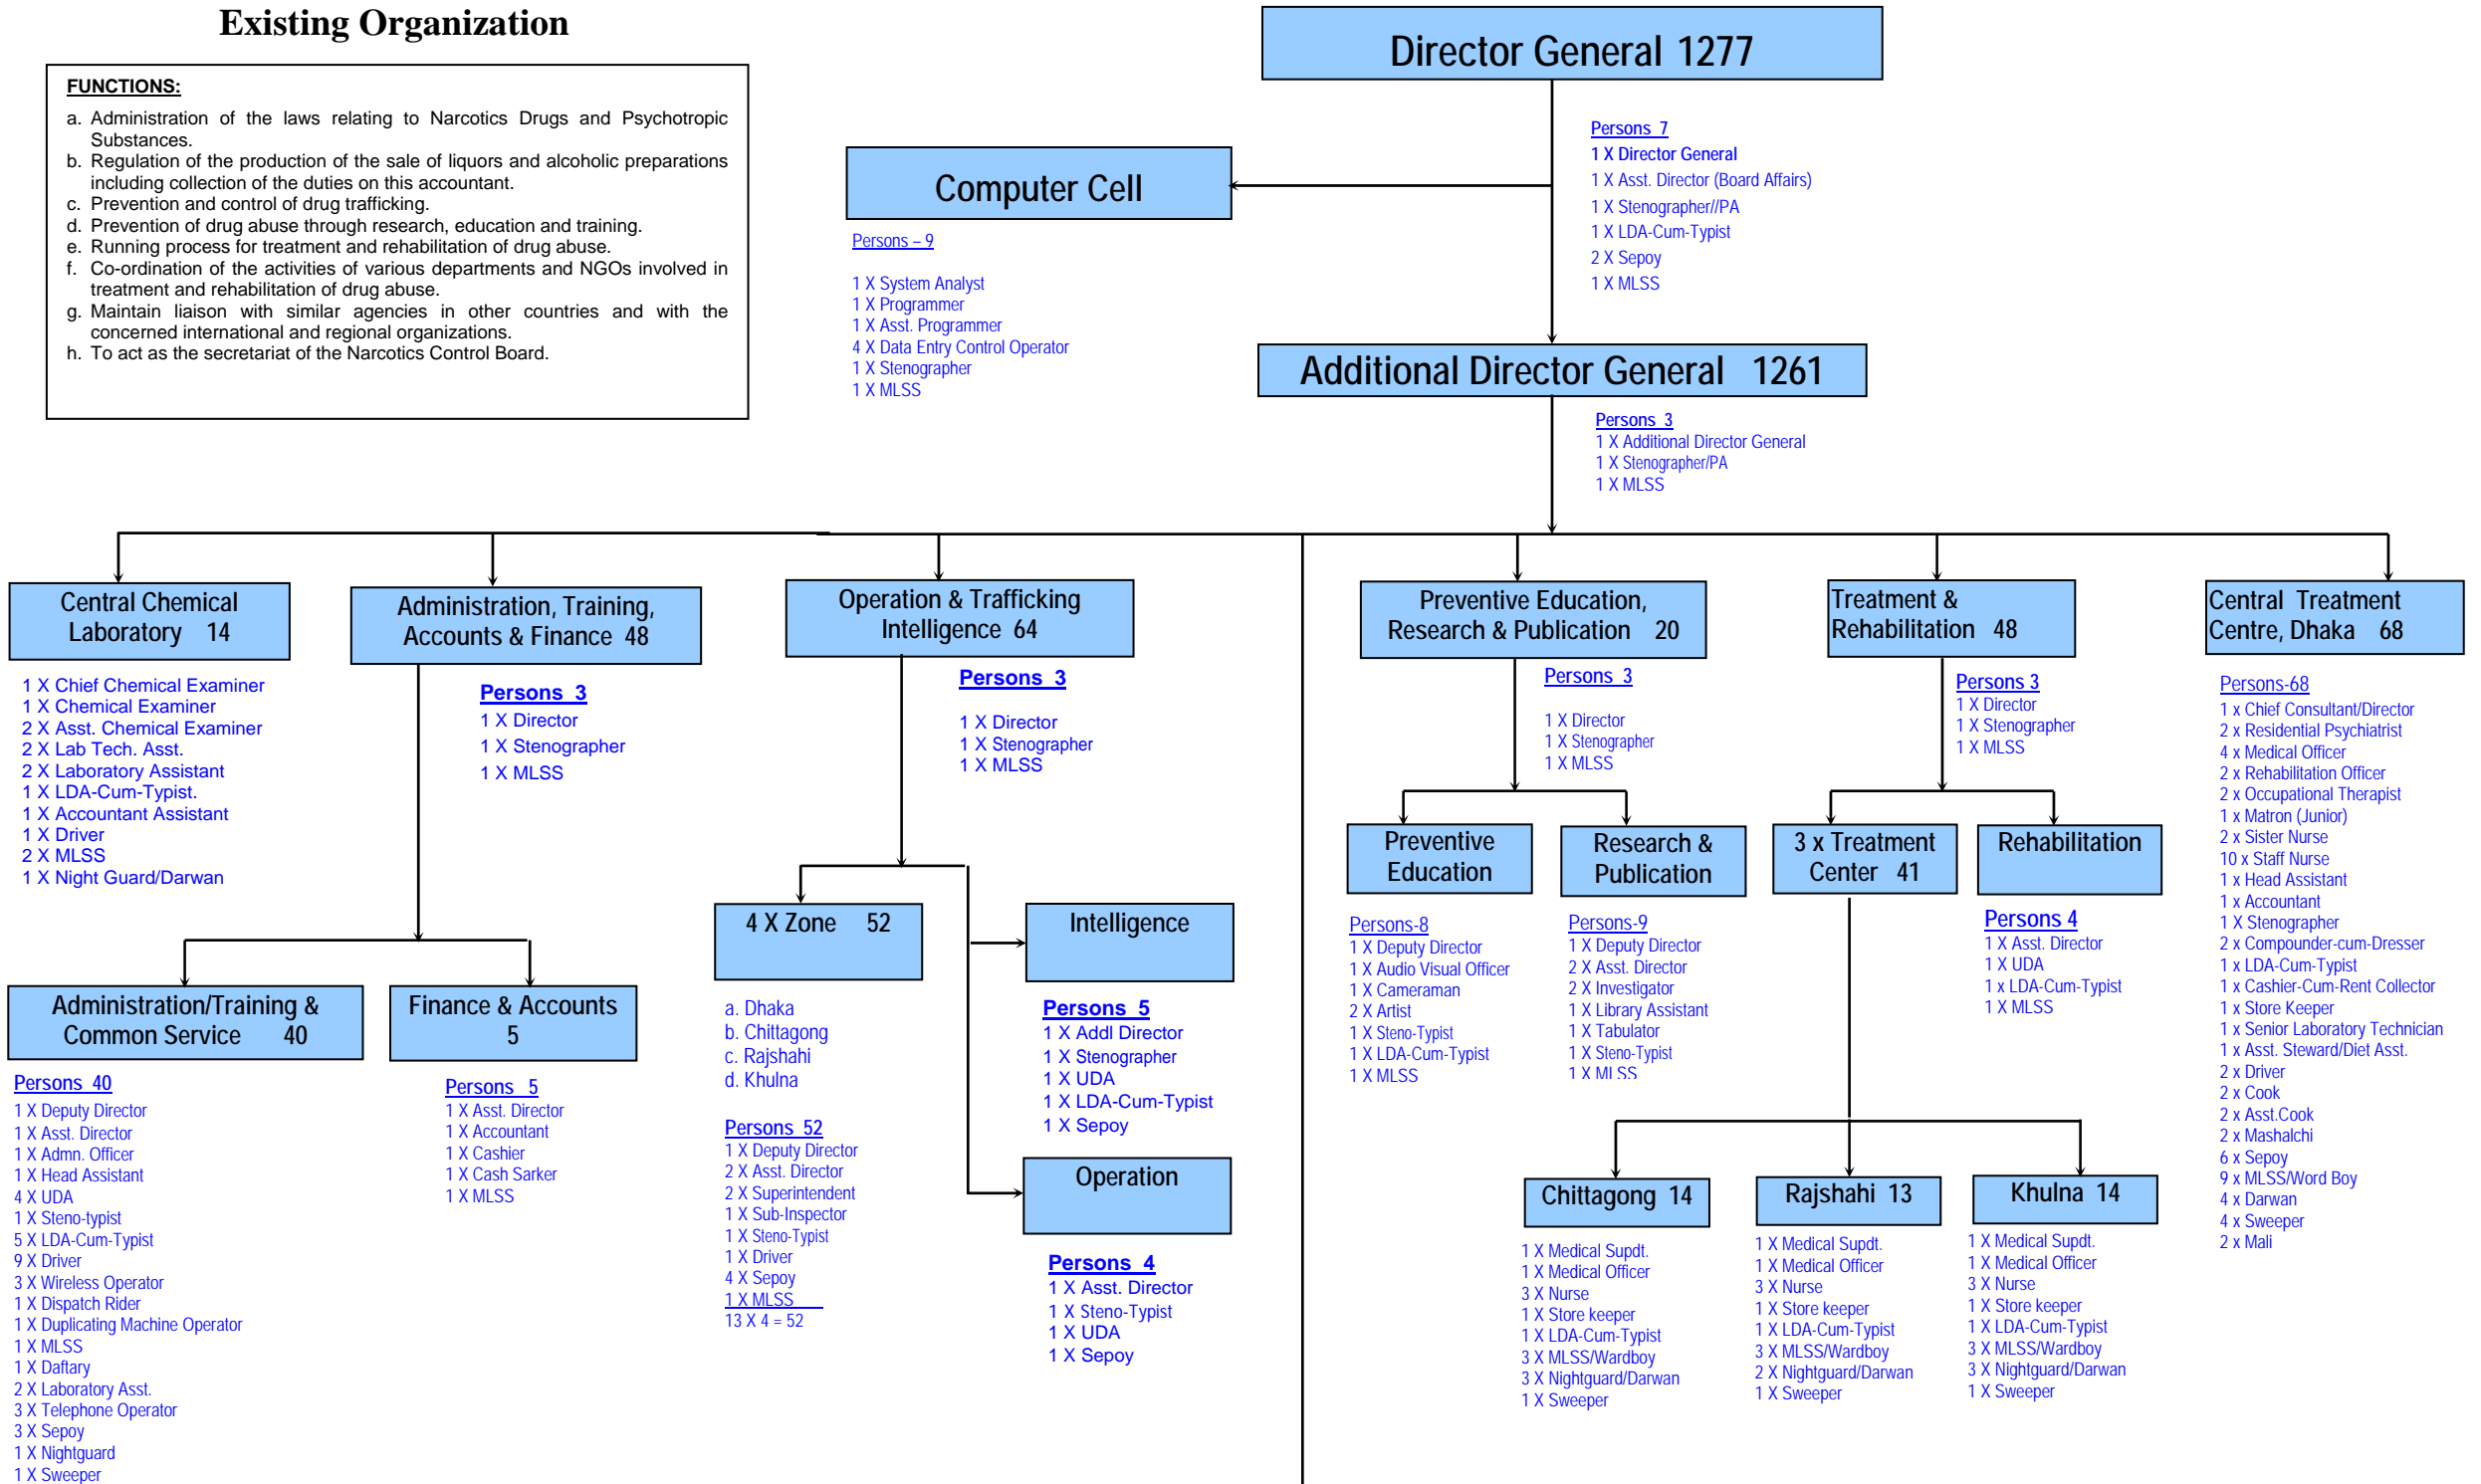 Existing Organization
FUNCTIONS:
a. Administration of the laws relating to Narcotics Drugs and Psychotropic
Substances.
b. Regulation of the production of the sale of liquors and alcoholic preparations
including collection of the duties on this accountant.
c. Prevention and control of drug trafficking.
d. Prevention of drug abuse through research, education and training.
e. Running process for treatment and rehabilitation of drug abuse.
f. Co-ordination of the activities of various departments and NGOs involved in
treatment and rehabilitation of drug abuse.
g. Maintain liaison with similar agencies in other countries and with the
concerned international and regional organizations.
h. To act as the secretariat of the Narcotics Control Board.
Director General 1277
Persons 7
1 X Director General
1 X Asst. Director (Board Affairs)
1 X Stenographer//PA
1 X LDA-Cum-Typist
2 X Sepoy
1 X MLSS
Computer Cell
Persons – 9
1 X System Analyst
1 X Programmer
1 X Asst. Programmer
4 X Data Entry Control Operator
1 X Stenographer
1 X MLSS
Additional Director General 1261
Persons 3
1 X Additional Director General
1 X Stenographer/PA
1 X MLSS
Central Chemical
Laboratory 14
1 X Chief Chemical Examiner
1 X Chemical Examiner
2 X Asst. Chemical Examiner
2 X Lab Tech. Asst.
2 X Laboratory Assistant
1 X LDA-Cum-Typist.
1 X Accountant Assistant
1 X Driver
2 X MLSS
1 X Night Guard/Darwan
Administration, Training,
Accounts & Finance 48
Persons 3
1 X Director
1 X Stenographer
1 X MLSS
Administration/Training &
Common Service 40
Persons 40
1 X Deputy Director
1 X Asst. Director
1 X Admn. Officer
1 X Head Assistant
4 X UDA
1 X Steno-typist
5 X LDA-Cum-Typist
9 X Driver
3 X Wireless Operator
1 X Dispatch Rider
1 X Duplicating Machine Operator
1 X MLSS
1 X Daftary
2 X Laboratory Asst.
3 X Telephone Operator
3 X Sepoy
1 X Nightguard
1 X Sweeper
Finance & Accounts
5
Persons 5
1 X Asst. Director
1 X Accountant
1 X Cashier
1 X Cash Sarker
1 X MLSS
Operation & Trafficking
Intelligence 64
Persons 3
1 X Director
1 X Stenographer
1 X MLSS
4 X Zone 52
a. Dhaka
b. Chittagong
c. Rajshahi
d. Khulna
Persons 52
1 X Deputy Director
2 X Asst. Director
2 X Superintendent
1 X Sub-Inspector
1 X Steno-Typist
1 X Driver
4 X Sepoy
1 X MLSS
13 X 4 = 52
Intelligence
Persons 5
1 X Addl Director
1 X Stenographer
1 X UDA
1 X LDA-Cum-Typist
1 X Sepoy
Operation
Persons 4
1 X Asst. Director
1 X Steno-Typist
1 X UDA
1 X Sepoy
Preventive Education,
Research & Publication 20
Persons 3
1 X Director
1 X Stenographer
1 X MLSS
Preventive
Education
Persons-8
1 X Deputy Director
1 X Audio Visual Officer
1 X Cameraman
2 X Artist
1 X Steno-Typist
1 X LDA-Cum-Typist
1 X MLSS
Research &
Publication
Persons-9
1 X Deputy Director
2 X Asst. Director
2 X Investigator
1 X Library Assistant
1 X Tabulator
1 X Steno-Typist
1 X MLSS
Treatment &
Rehabilitation 48
Persons 3
1 X Director
1 X Stenographer
1 X MLSS
3 x Treatment
Center 41
Rehabilitation
Persons 4
1 X Asst. Director
1 X UDA
1 x LDA-Cum-Typist
1 X MLSS
Chittagong 14
1 X Medical Supdt.
1 X Medical Officer
3 X Nurse
1 X Store keeper
1 X LDA-Cum-Typist
3 X MLSS/Wardboy
3 X Nightguard/Darwan
1 X Sweeper
Rajshahi 13
1 X Medical Supdt.
1 X Medical Officer
3 X Nurse
1 X Store keeper
1 X LDA-Cum-Typist
3 X MLSS/Wardboy
2 X Nightguard/Darwan
1 X Sweeper
Khulna 14
1 X Medical Supdt.
1 X Medical Officer
3 X Nurse
1 X Store keeper
1 X LDA-Cum-Typist
3 X MLSS/Wardboy
3 X Nightguard/Darwan
1 X Sweeper
Central Treatment
Centre, Dhaka 68
Persons-68
1 x Chief Consultant/Director
2 x Residential Psychiatrist
4 x Medical Officer
2 x Rehabilitation Officer
2 x Occupational Therapist
1 x Matron (Junior)
2 x Sister Nurse
10 x Staff Nurse
1 x Head Assistant
1 x Accountant
1 X Stenographer
2 x Compounder-cum-Dresser
1 x LDA-Cum-Typist
1 x Cashier-Cum-Rent Collector
1 x Store Keeper
1 x Senior Laboratory Technician
1 x Asst. Steward/Diet Asst.
2 x Driver
2 x Cook
2 x Asst.Cook
2 x Mashalchi
6 x Sepoy
9 x MLSS/Word Boy
4 x Darwan
4 x Sweeper
2 x Mali